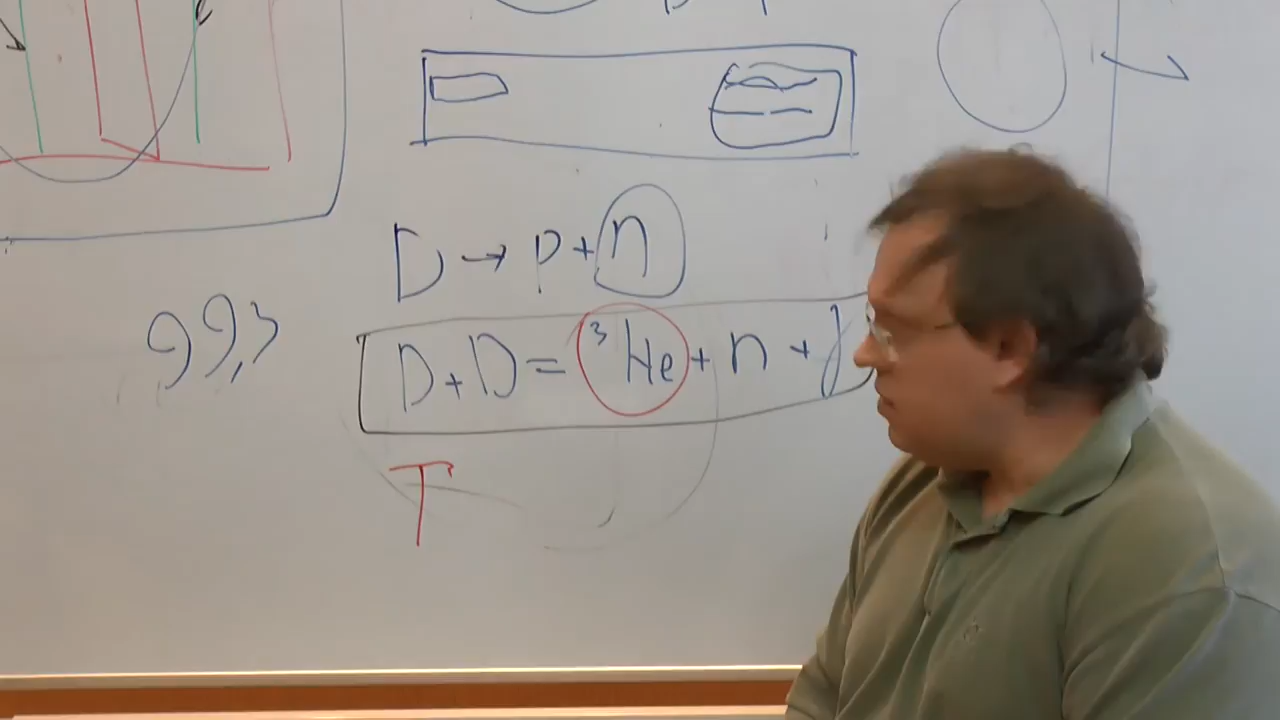 D → p + n
99,3
D + D = ³He + n +
T